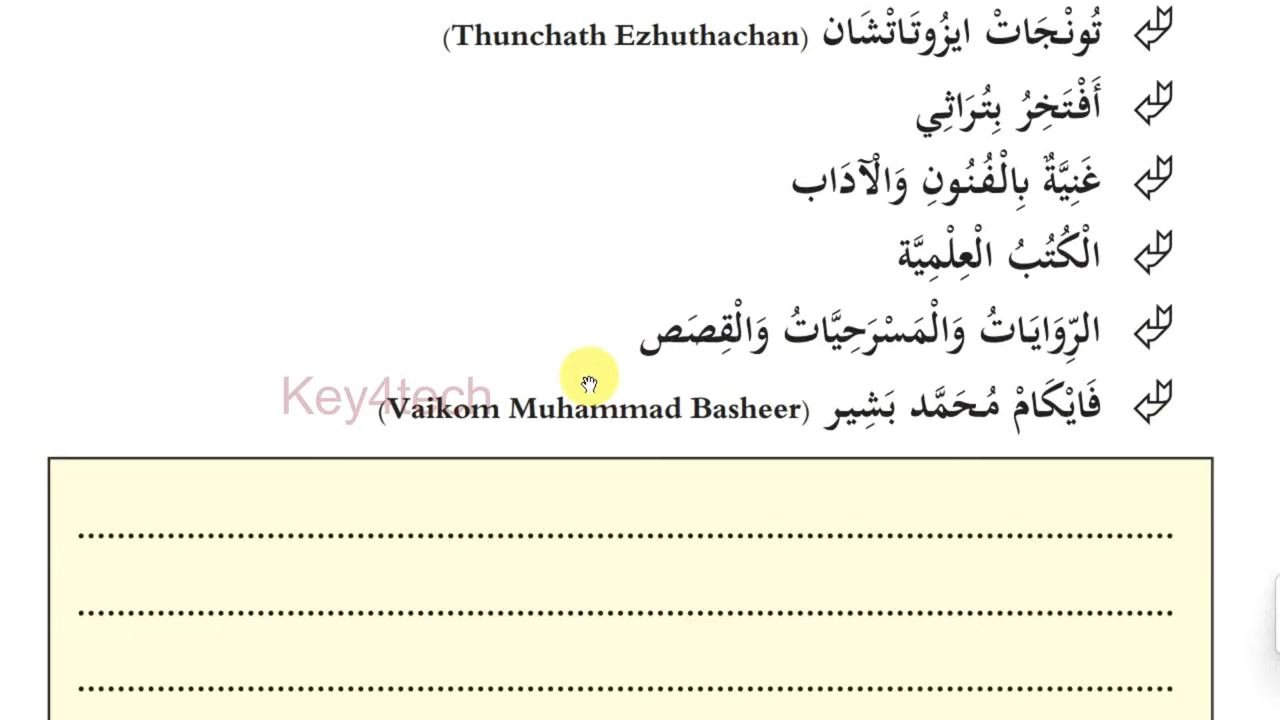 تُونْجَاتْ ايزُوتَاتْشَان (Thunchath Ezhuthachan)
أَفْتَخِرُ بِتُرَاثِي
غَنِيَّةٌ بِالْفُنُونِ وَالْآدَاب
الْكُتُبُ الْعِلْمِيَّة
الرِّوَايَاتُ وَالْمَسْرَحِيَّاتُ وَالْقِصَص
فَايْكَامْ مُحَمَّد بَشِير (Vaikom Muhammad Basheer)
Key4tech